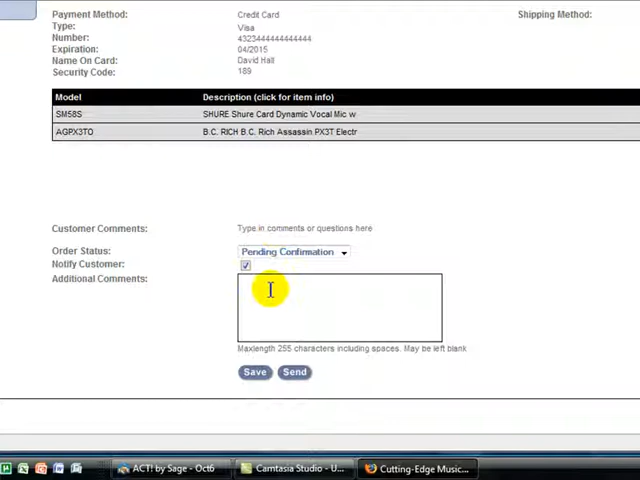 Payment Method: Credit Card Shipping Method:
Type: Visa
Number: 4323444444444444
Expiration: 04/2015
Name On Card: David Hall
Security Code: 189
Model Description (click for item info)
SM58S SHURE Shure Card Dynamic Vocal Mic w
AGPX3TO B.C. RICH B.C. Rich Assassin PX3T Electr
Customer Comments: Type in comments or questions here
Order Status: Pending Confirmation
Notify Customer:
Additional Comments:
Maxlength 255 characters including spaces. May be left blank
Save Send
ACT! by Sage - Oct6 Camtasia Studio - U... Cutting-Edge Music...